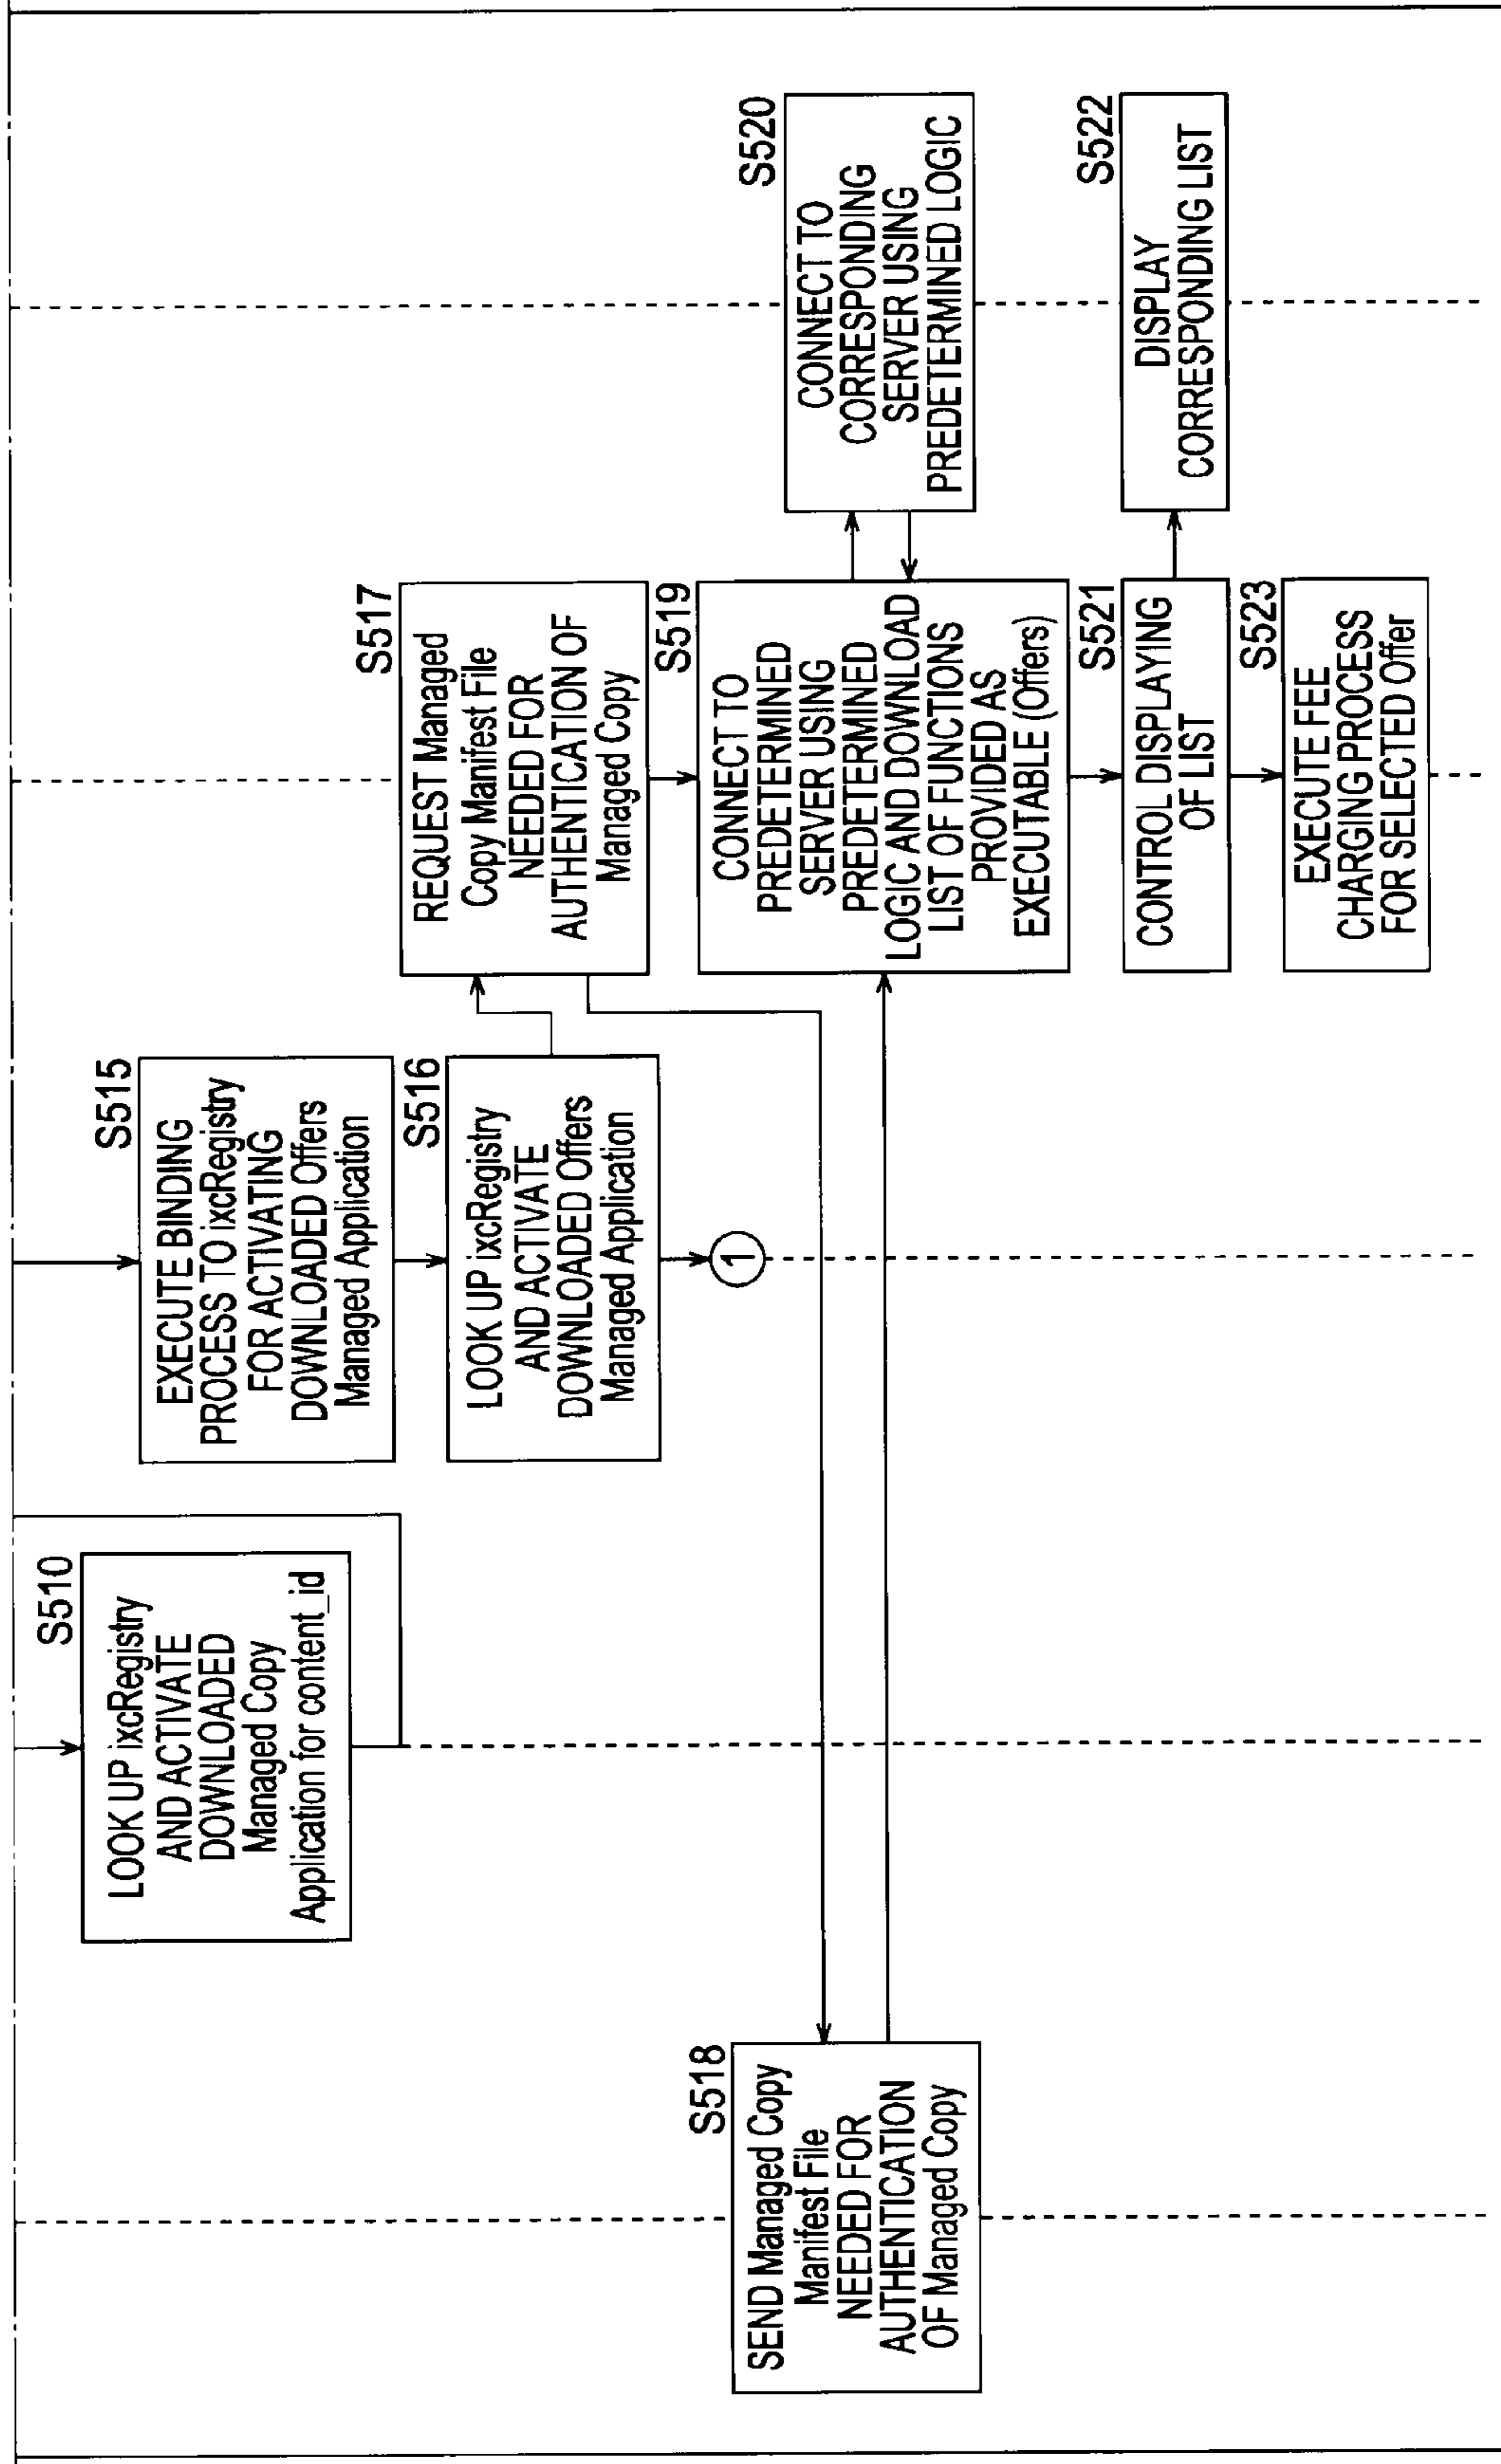 S510
LOOK UP ixcRegistry
AND ACTIVATE
DOWNLOADED
Managed Copy
Application for content_id
S515
EXECUTE BINDING
PROCESS TO ixcRegistry
FOR ACTIVATING
DOWNLOADED Offers
Managed Application
S516
LOOK UP ixcRegistry
AND ACTIVATE
DOWNLOADED Offers
Managed Application
1
S517
REQUEST Managed
Copy Manifest File
NEEDED FOR
AUTHENTICATION OF
Managed Copy
S518
SEND Managed Copy
Manifest File
NEEDED FOR
AUTHENTICATION
OF Managed Copy
S519
CONNECT TO
PREDETERMINED
SERVER USING
PREDETERMINED
LOGIC AND DOWNLOAD
LIST OF FUNCTIONS
PROVIDED AS
EXECUTABLE (Offers)
S520
CONNECT TO
CORRESPONDING
SERVER USING
PREDETERMINED LOGIC
S521
CONTROL DISPLAYING
OF LIST
S522
DISPLAY
CORRESPONDING LIST
S523
EXECUTE FEE
CHARGING PROCESS
FOR SELECTED Offer